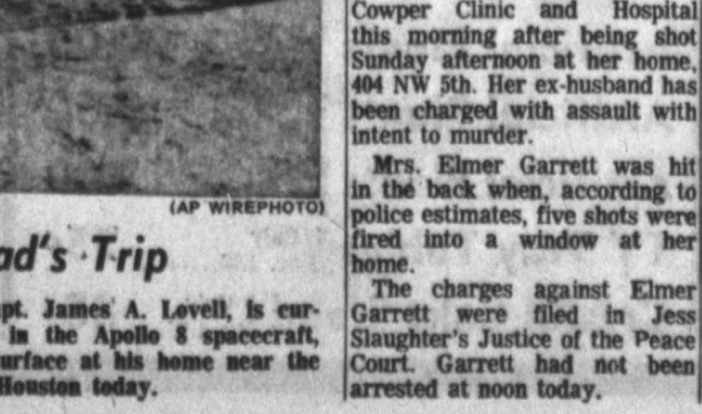 (AP WIREPHOTO)
ad's Trip
pt. James A. Lovell, is cur-
in the Apollo 8 spacecraft,
urface at his home near the
Houston today.
Cowper Clinic and Hospital
this morning after being shot
Sunday afternoon at her home,
404 NW 5th. Her ex-husband has
been charged with assault with
intent to murder.
Mrs. Elmer Garrett was hit
in the back when, according to
police estimates, five shots were
fired into a window at her
home.
The charges against Elmer
Garrett were filed in Jess
Slaughter's Justice of the Peace
Court. Garrett had not been
arrested at noon today.